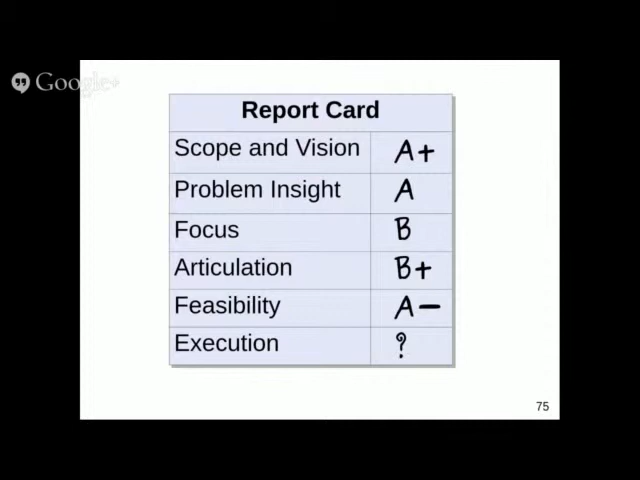 Google+
Report Card
Scope and Vision A+
Problem Insight A
Focus B
Articulation B+
Feasibility A−
Execution ?
75